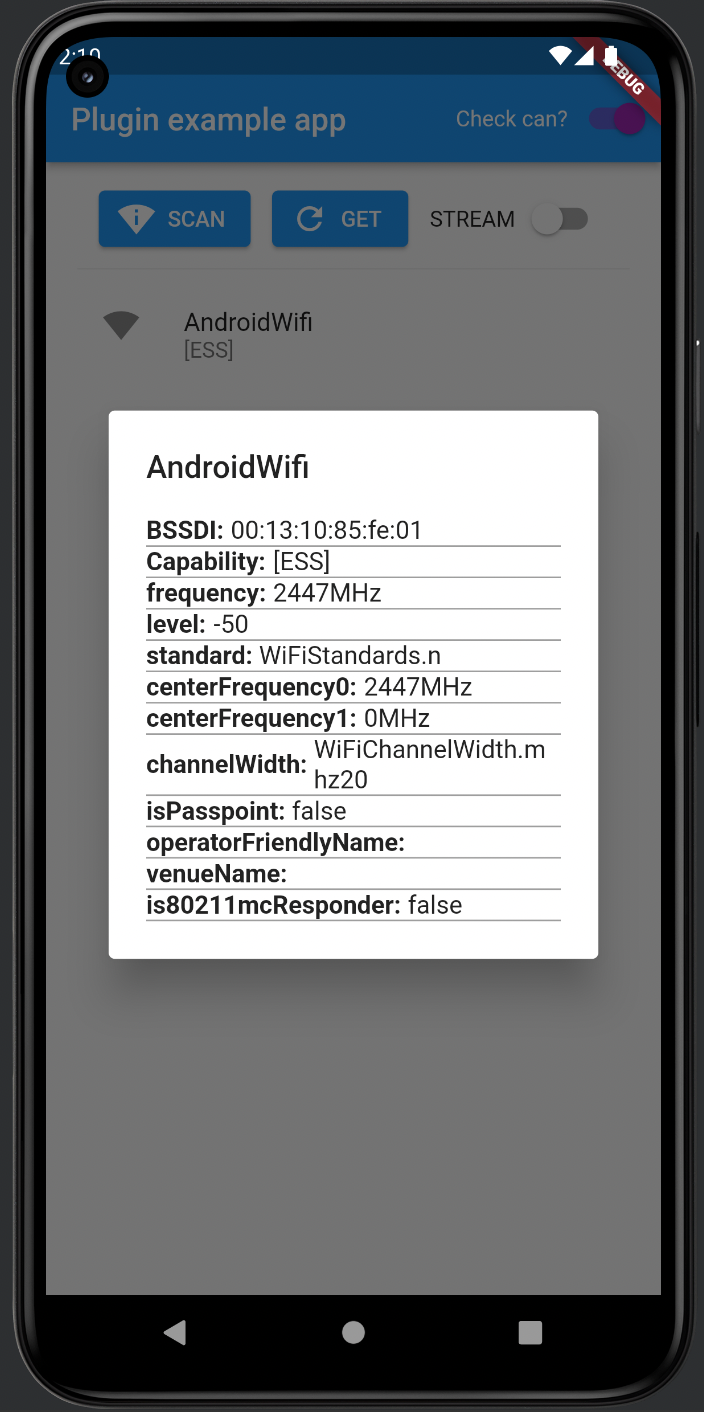 2:19
DEBUG
Plugin example app
Check can?
SCAN
GET
STREAM
AndroidWifi
[ESS]
AndroidWifi
BSSDI: 00:13:10:85:fe:01
Capability: [ESS]
frequency: 2447MHz
level: -50
standard: WiFiStandards.n
centerFrequency0: 2447MHz
centerFrequency1: 0MHz
channelWidth: WiFiChannelWidth.m
hz20
isPasspoint: false
operatorFriendlyName:
venueName:
is80211mcResponder: false